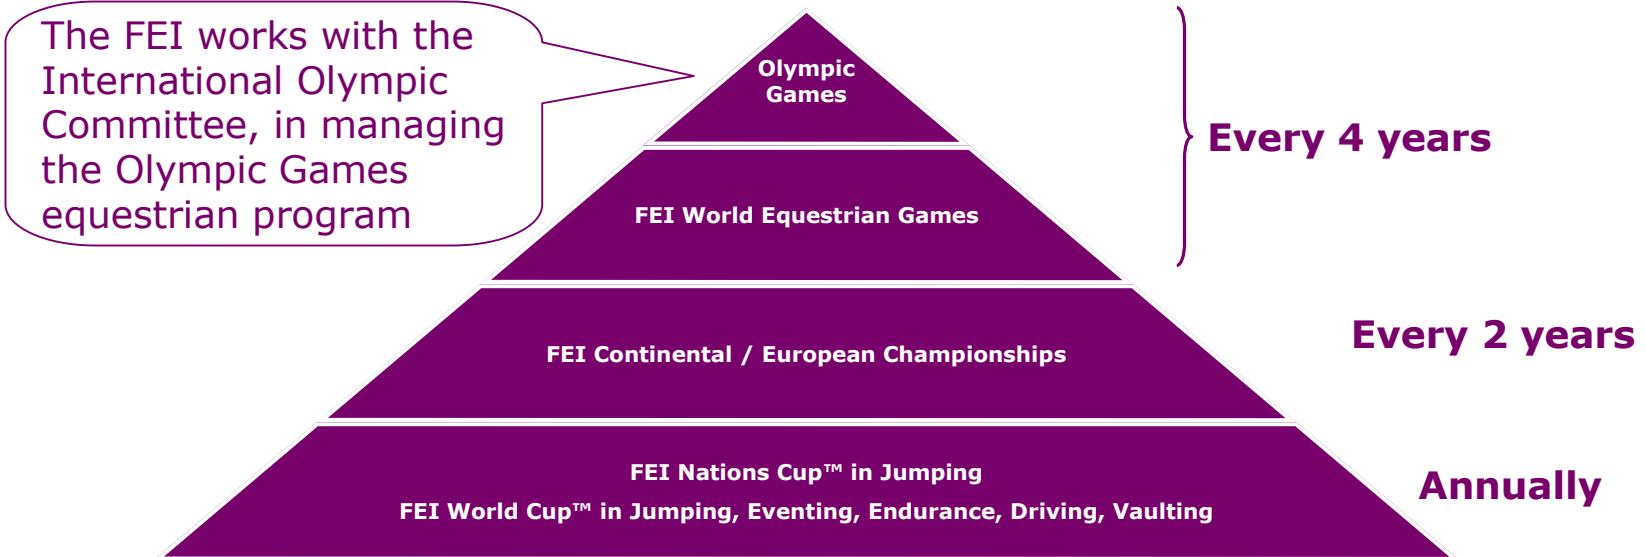 The FEI works with the
International Olympic
Committee, in managing
the Olympic Games
equestrian program
Olympic
Games
Every 4 years
FEI World Equestrian Games
Every 2 years
FEI Continental / European Championships
FEI Nations Cup™ in Jumping
Annually
FEI World Cup™ in Jumping, Eventing, Endurance, Driving, Vaulting